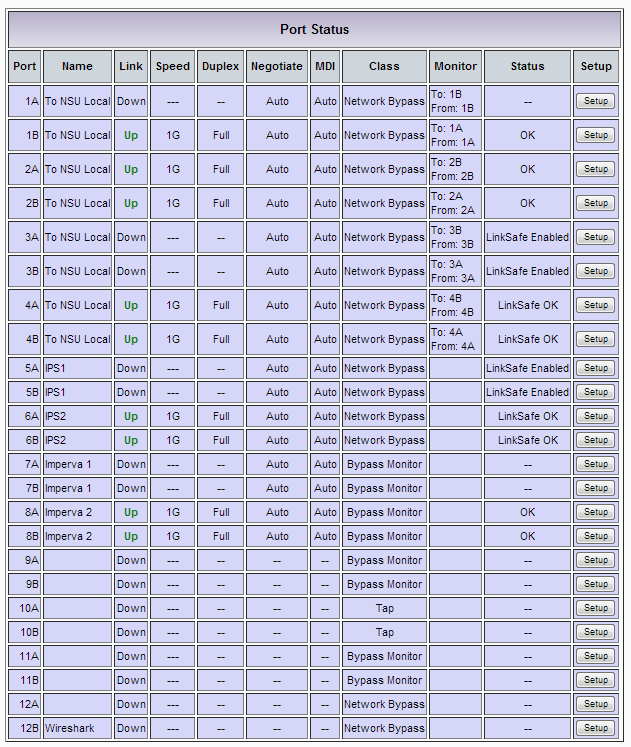 Port Status
Port Name Link Speed Duplex Negotiate MDI Class Monitor Status Setup
1A To NSU Local Down --- -- Auto Auto Network Bypass To: 1B From: 1B -- Setup
1B To NSU Local Up 1G Full Auto Auto Network Bypass To: 1A From: 1A OK Setup
2A To NSU Local Up 1G Full Auto Auto Network Bypass To: 2B From: 2B OK Setup
2B To NSU Local Up 1G Full Auto Auto Network Bypass To: 2A From: 2A OK Setup
3A To NSU Local Down --- -- Auto Auto Network Bypass To: 3B From: 3B LinkSafe Enabled Setup
3B To NSU Local Down --- -- Auto Auto Network Bypass To: 3A From: 3A LinkSafe Enabled Setup
4A To NSU Local Up 1G Full Auto Auto Network Bypass To: 4B From: 4B LinkSafe OK Setup
4B To NSU Local Up 1G Full Auto Auto Network Bypass To: 4A From: 4A LinkSafe OK Setup
5A IPS1 Down --- -- Auto Auto Network Bypass LinkSafe Enabled Setup
5B IPS1 Down --- -- Auto Auto Network Bypass LinkSafe Enabled Setup
6A IPS2 Up 1G Full Auto Auto Network Bypass LinkSafe OK Setup
6B IPS2 Up 1G Full Auto Auto Network Bypass LinkSafe OK Setup
7A Imperva 1 Down --- -- Auto Auto Bypass Monitor -- Setup
7B Imperva 1 Down --- -- Auto Auto Bypass Monitor -- Setup
8A Imperva 2 Up 1G Full Auto Auto Bypass Monitor OK Setup
8B Imperva 2 Up 1G Full Auto Auto Bypass Monitor OK Setup
9A Down --- -- -- -- Bypass Monitor -- Setup
9B Down --- -- -- -- Bypass Monitor -- Setup
10A Down --- -- -- -- Tap -- Setup
10B Down --- -- -- -- Tap -- Setup
11A Down --- -- -- -- Bypass Monitor -- Setup
11B Down --- -- -- -- Bypass Monitor -- Setup
12A Down --- -- -- -- Network Bypass -- Setup
12B Wireshark Down --- -- -- -- Network Bypass -- Setup